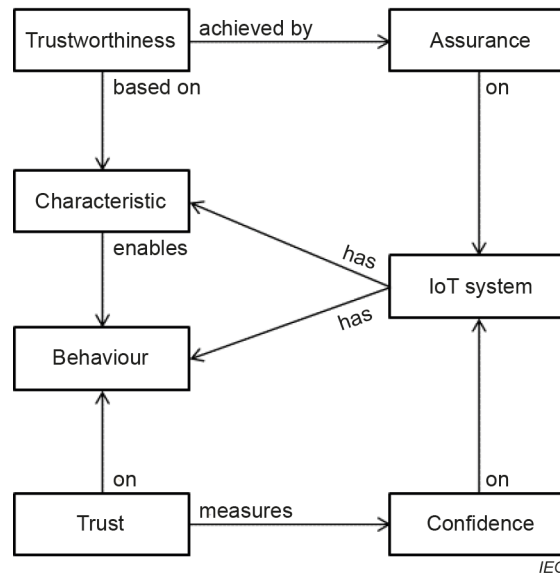 Trustworthiness
achieved by
Assurance
based on
on
Characteristic
enables
has
IoT system
has
Behaviour
on
on
Trust
measures
Confidence
IEC